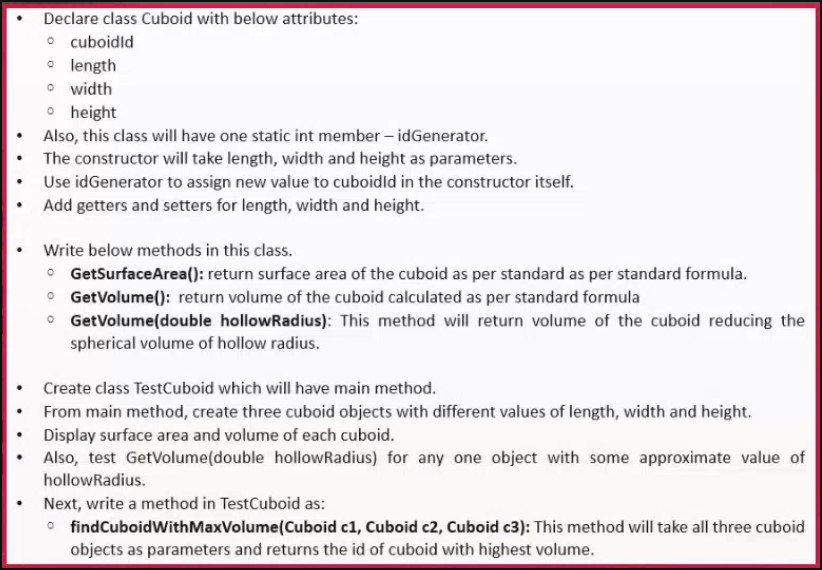 • Declare class Cuboid with below attributes:
○ cuboidId
○ length
○ width
○ height
• Also, this class will have one static int member – idGenerator.
• The constructor will take length, width and height as parameters.
• Use idGenerator to assign new value to cuboidId in the constructor itself.
• Add getters and setters for length, width and height.
• Write below methods in this class.
○ GetSurfaceArea(): return surface area of the cuboid as per standard as per standard formula.
○ GetVolume(): return volume of the cuboid calculated as per standard formula
○ GetVolume(double hollowRadius): This method will return volume of the cuboid reducing the
spherical volume of hollow radius.
• Create class TestCuboid which will have main method.
• From main method, create three cuboid objects with different values of length, width and height.
• Display surface area and volume of each cuboid.
• Also, test GetVolume(double hollowRadius) for any one object with some approximate value of
hollowRadius.
• Next, write a method in TestCuboid as:
○ findCuboidWithMaxVolume(Cuboid c1, Cuboid c2, Cuboid c3): This method will take all three cuboid
objects as parameters and returns the id of cuboid with highest volume.